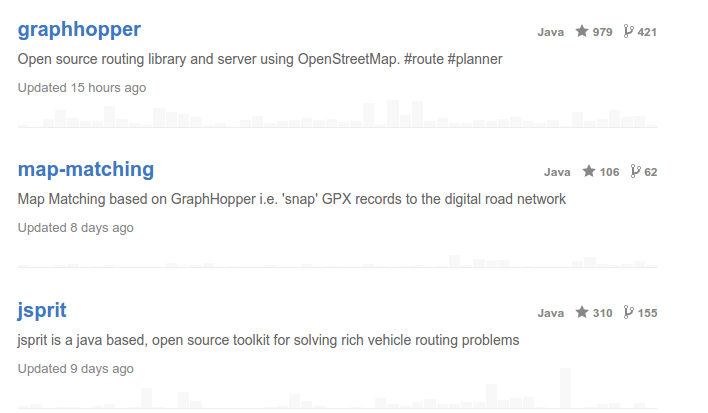 graphhopper
Java 979 421
Open source routing library and server using OpenStreetMap. #route #planner
Updated 15 hours ago
map-matching
Java 106 62
Map Matching based on GraphHopper i.e. 'snap' GPX records to the digital road network
Updated 8 days ago
jsprit
Java 310 155
jsprit is a java based, open source toolkit for solving rich vehicle routing problems
Updated 9 days ago